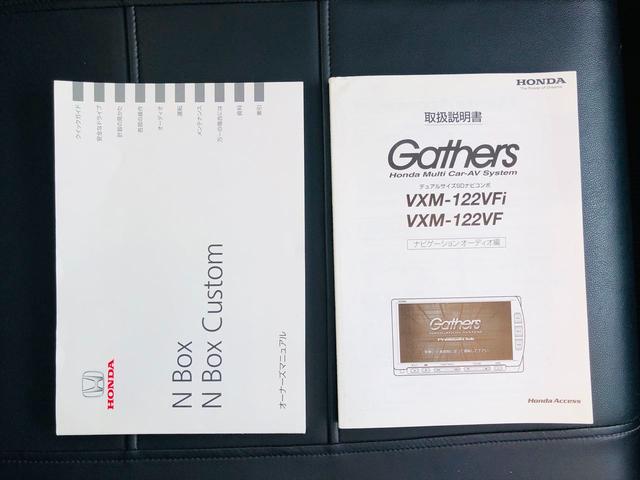 クイックガイド
安全なドライブ
計器の見かた
各部の操作
オーディオ
運転
メンテナンス
万一の場合には
資料
索引
N Box
N Box Custom
オーナーズマニュアル
HONDA
HONDA
The Power of Dreams
取扱説明書
Gathers
Honda Multi Car-AV System
デュアルサイズSDナビコンポ
VXM-122VFi
VXM-122VF
ナビゲーション オーディオ編
Gathers
NAVIGATION SYSTEM
Honda Access